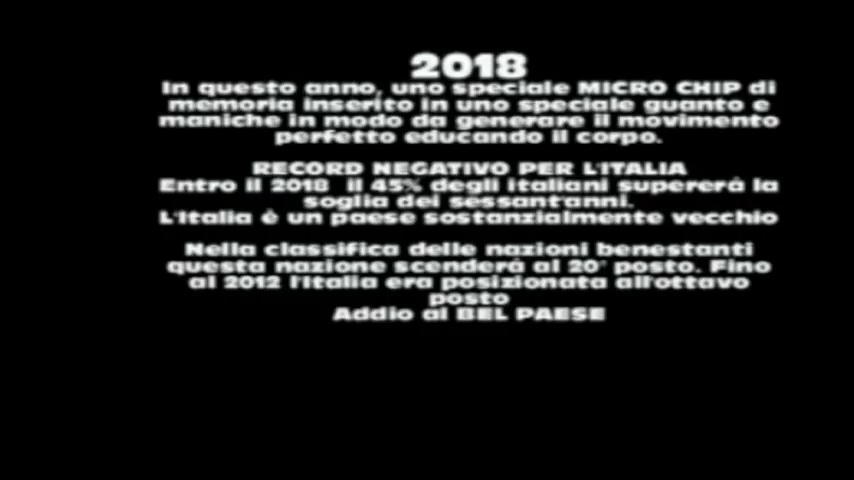 2018
In questo anno, uno speciale MICRO CHIP di
memoria inserito in uno speciale guanto e
maniche in modo da generare il movimento
perfetto educando il corpo.
RECORD NEGATIVO PER L'ITALIA
Entro il 2018 il 45% degli italiani supererà la
soglia dei sessant'anni.
L'Italia è un paese sostanzialmente vecchio
Nella classifica delle nazioni benestanti
questa nazione scenderà al 20° posto. Fino
al 2012 l'Italia era posizionata all'ottavo
posto
Addio al BEL PAESE